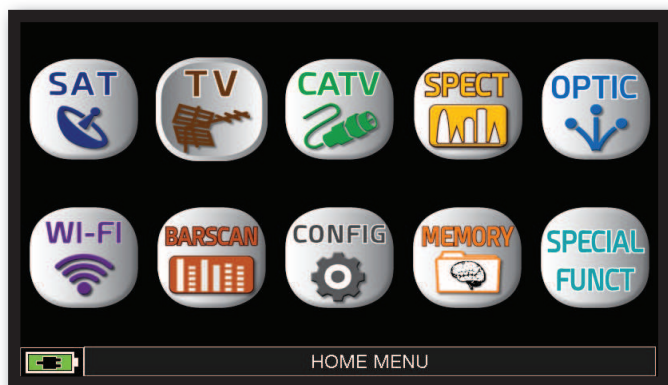 SAT
TV
CATV
SPECT
OPTIC
WI-FI
BARSCAN
CONFIG
MEMORY
SPECIAL
FUNCT
HOME MENU